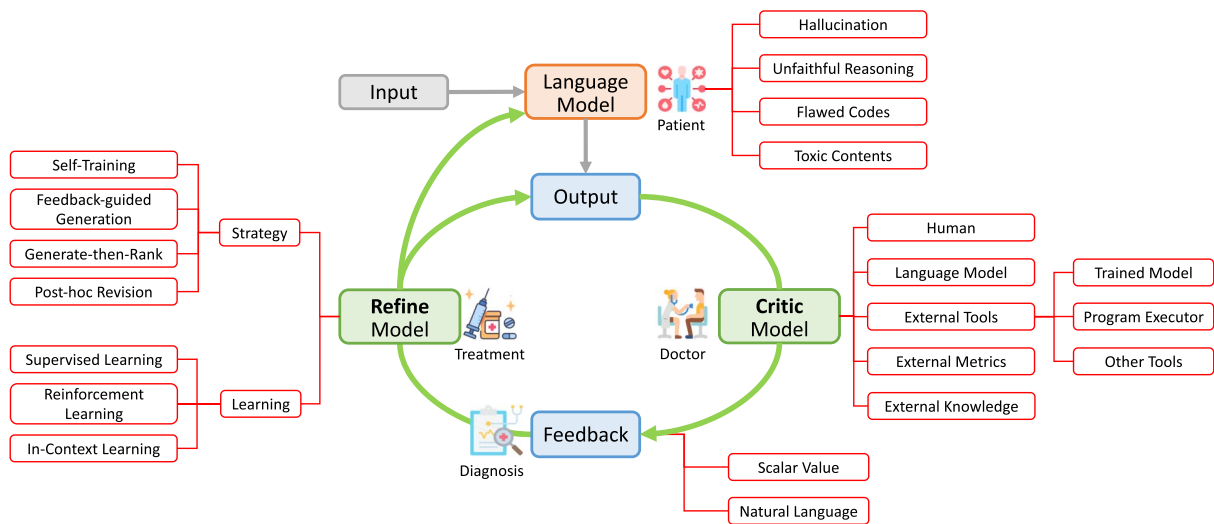 Input
Language
Model
Patient
Hallucination
Unfaithful Reasoning
Flawed Codes
Toxic Contents
Output
Self-Training
Feedback-guided
Generation
Generate-then-Rank
Post-hoc Revision
Strategy
Supervised Learning
Reinforcement
Learning
In-Context Learning
Learning
Refine
Model
Treatment
Doctor
Critic
Model
Human
Language Model
External Tools
External Metrics
External Knowledge
Trained Model
Program Executor
Other Tools
Diagnosis
Feedback
Scalar Value
Natural Language